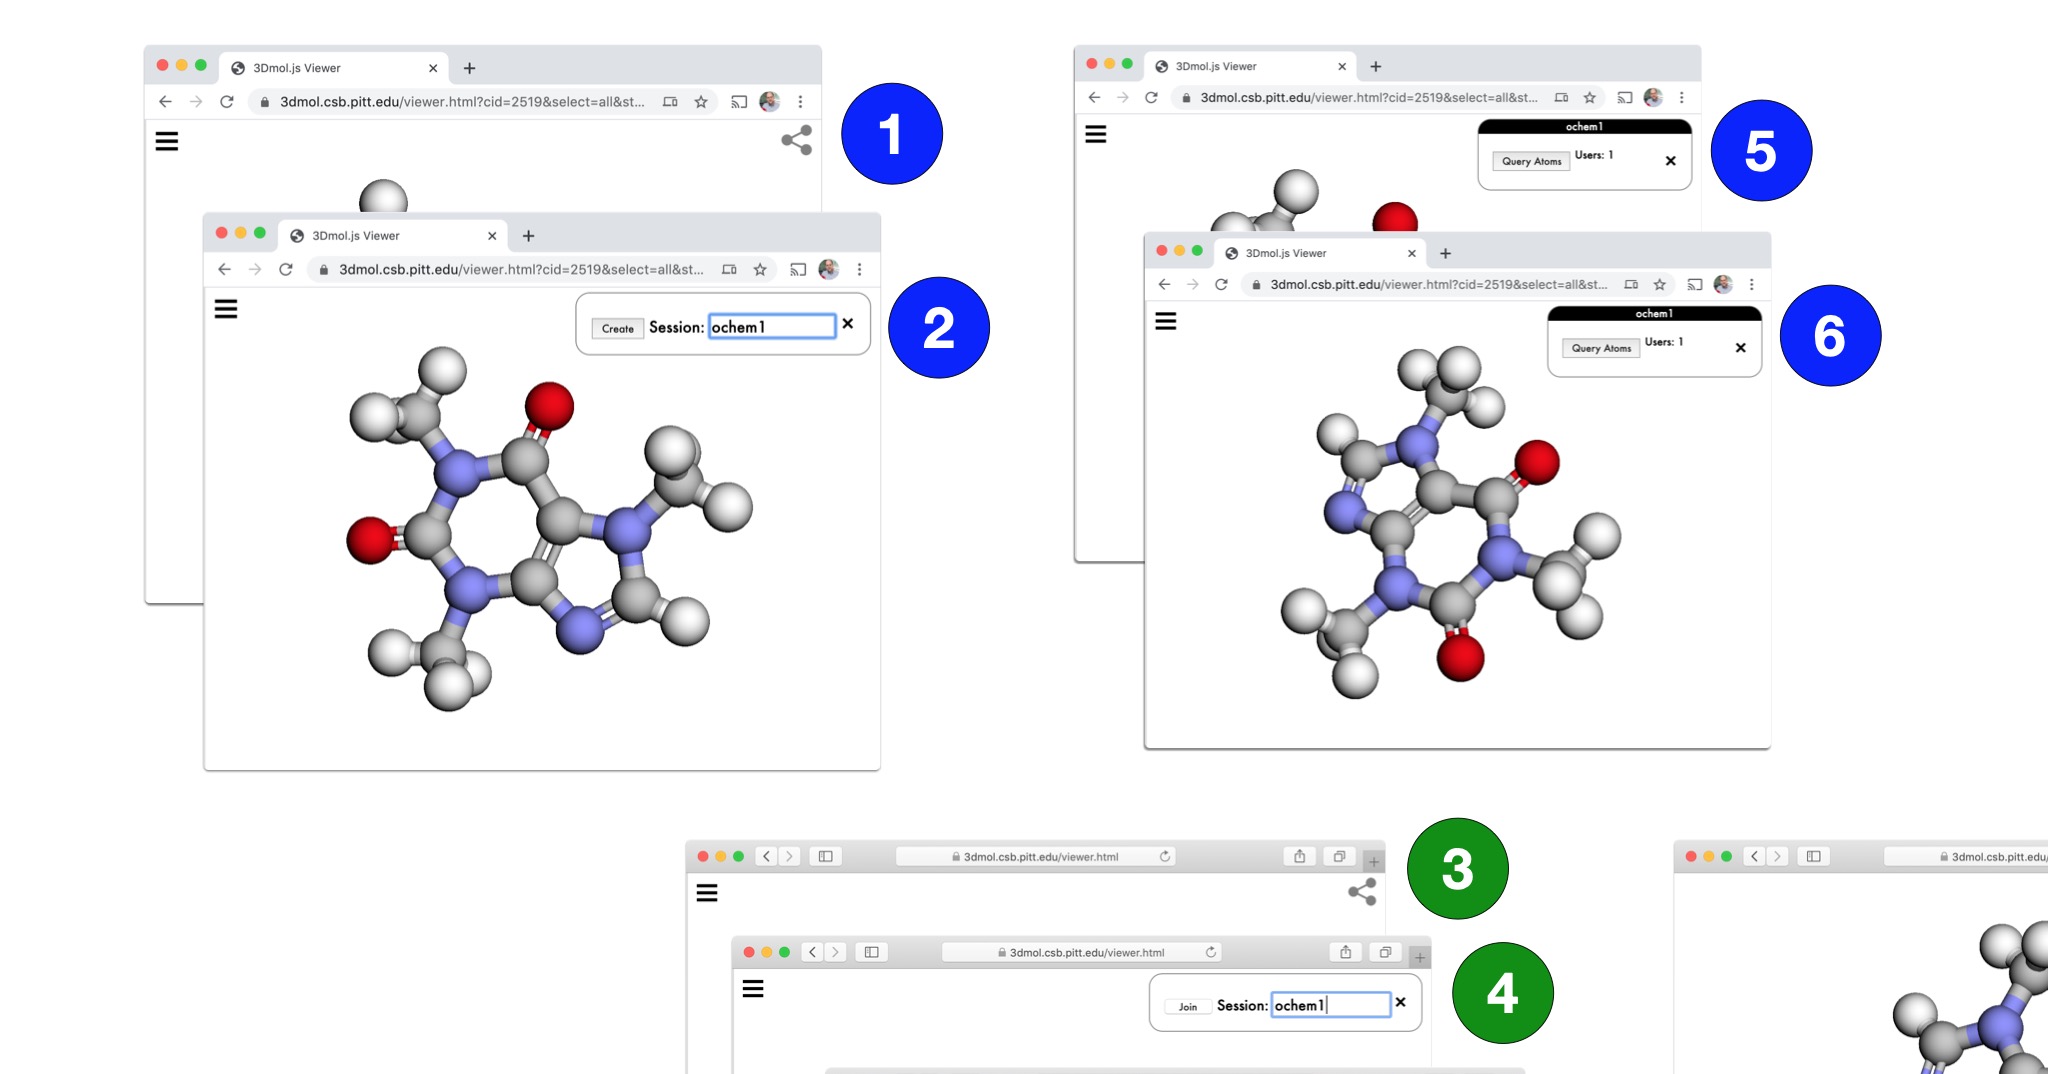 3Dmol.js Viewer
3dmol.csb.pitt.edu/viewer.html?cid=2519&select=all&st...
1
3Dmol.js Viewer
3dmol.csb.pitt.edu/viewer.html?cid=2519&select=all&st...
Create Session: ochem1
2
3Dmol.js Viewer
3dmol.csb.pitt.edu/viewer.html?cid=2519&select=all&st...
ochem1
Query Atoms Users: 1
5
3Dmol.js Viewer
3dmol.csb.pitt.edu/viewer.html?cid=2519&select=all&st...
ochem1
Query Atoms Users: 1
6
3dmol.csb.pitt.edu/viewer.html
3
3dmol.csb.pitt.edu/viewer.html
Join Session: ochem1
4
3dmol.csb.pitt.edu/